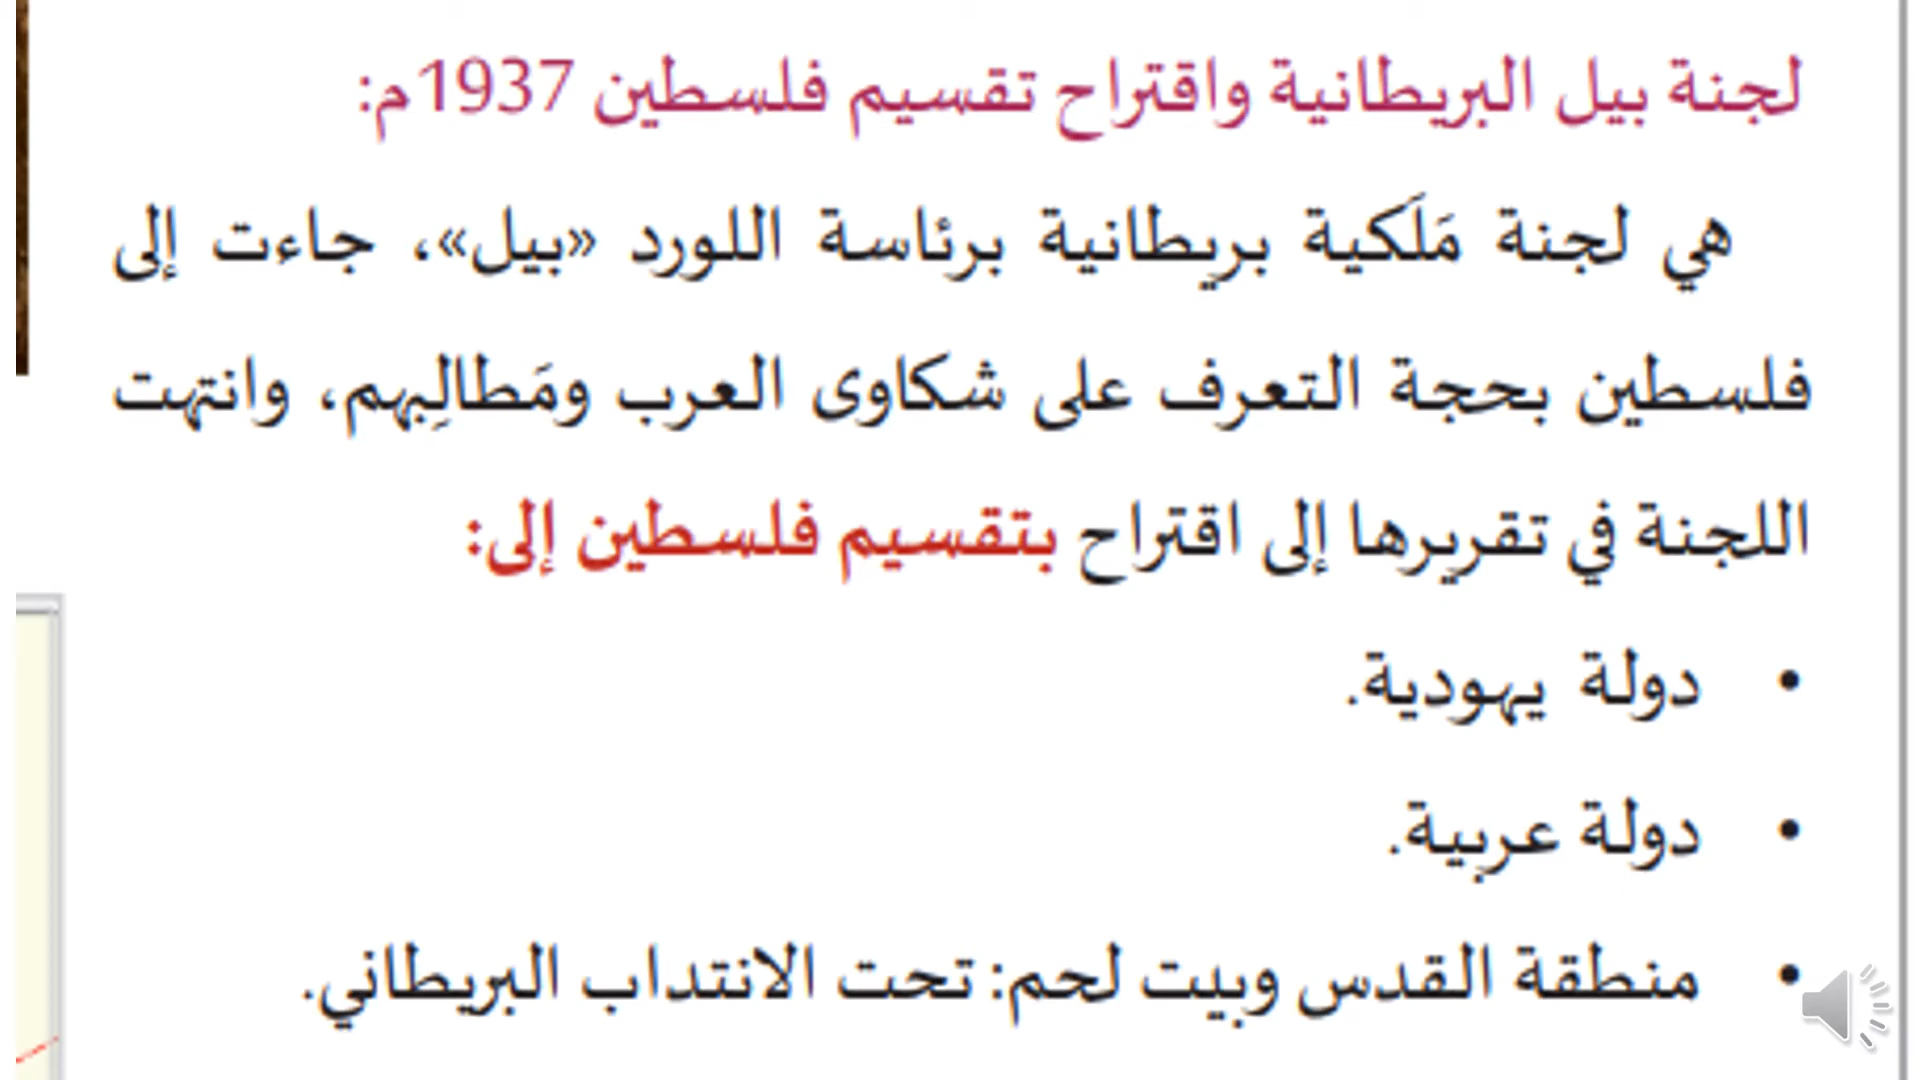 لجنة بيل البريطانية واقتراح تقسيم فلسطين 1937م:
هي لجنة مَلَكية بريطانية برئاسة اللورد «بيل»، جاءت إلى
فلسطين بحجة التعرف على شكاوى العرب ومَطالِبهم، وانتهت
اللجنة في تقريرها إلى اقتراح بتقسيم فلسطين إلى:
• دولة يهودية.
• دولة عربية.
• منطقة القدس وبيت لحم: تحت الانتداب البريطاني.